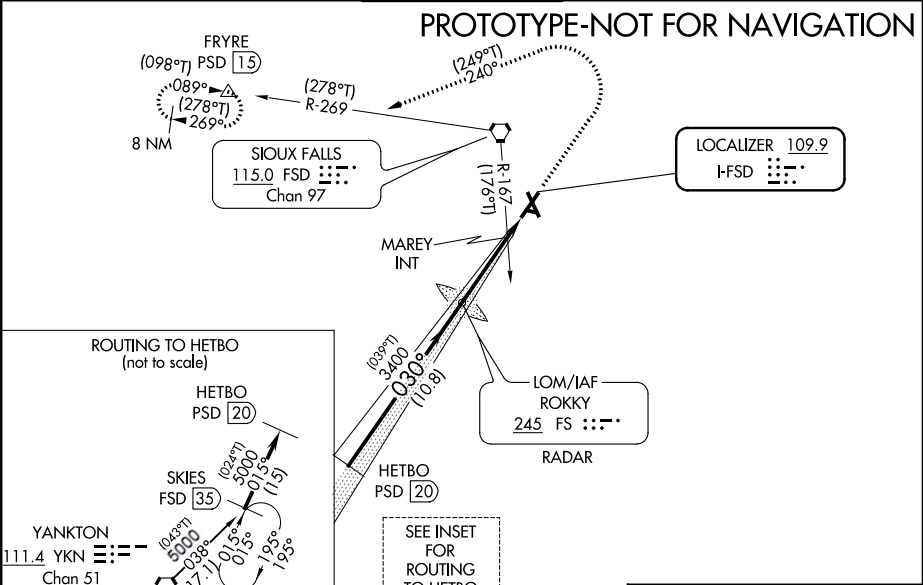 PROTOTYPE-NOT FOR NAVIGATION
FRYRE
PSD 15
(098°T)
089°
(278°T)
269°
8 NM
(278°T)
R-269
(249°T)
240°
SIOUX FALLS
115.0 FSD
Chan 97
R-167
(176°T)
LOCALIZER 109.9
I-FSD
MAREY
INT
(039°T)
3400
030°
(10.8)
LOM/IAF
ROKKY
245 FS
RADAR
HETBO
PSD 20
ROUTING TO HETBO
(not to scale)
HETBO
PSD 20
(024°T)
5000
015°
(15)
SKIES
FSD 35
YANKTON
111.4 YKN
Chan 51
(043°T)
5000
038°
17.1)
015°
015°
195°
195°
SEE INSET
FOR
ROUTING
TO HETBO